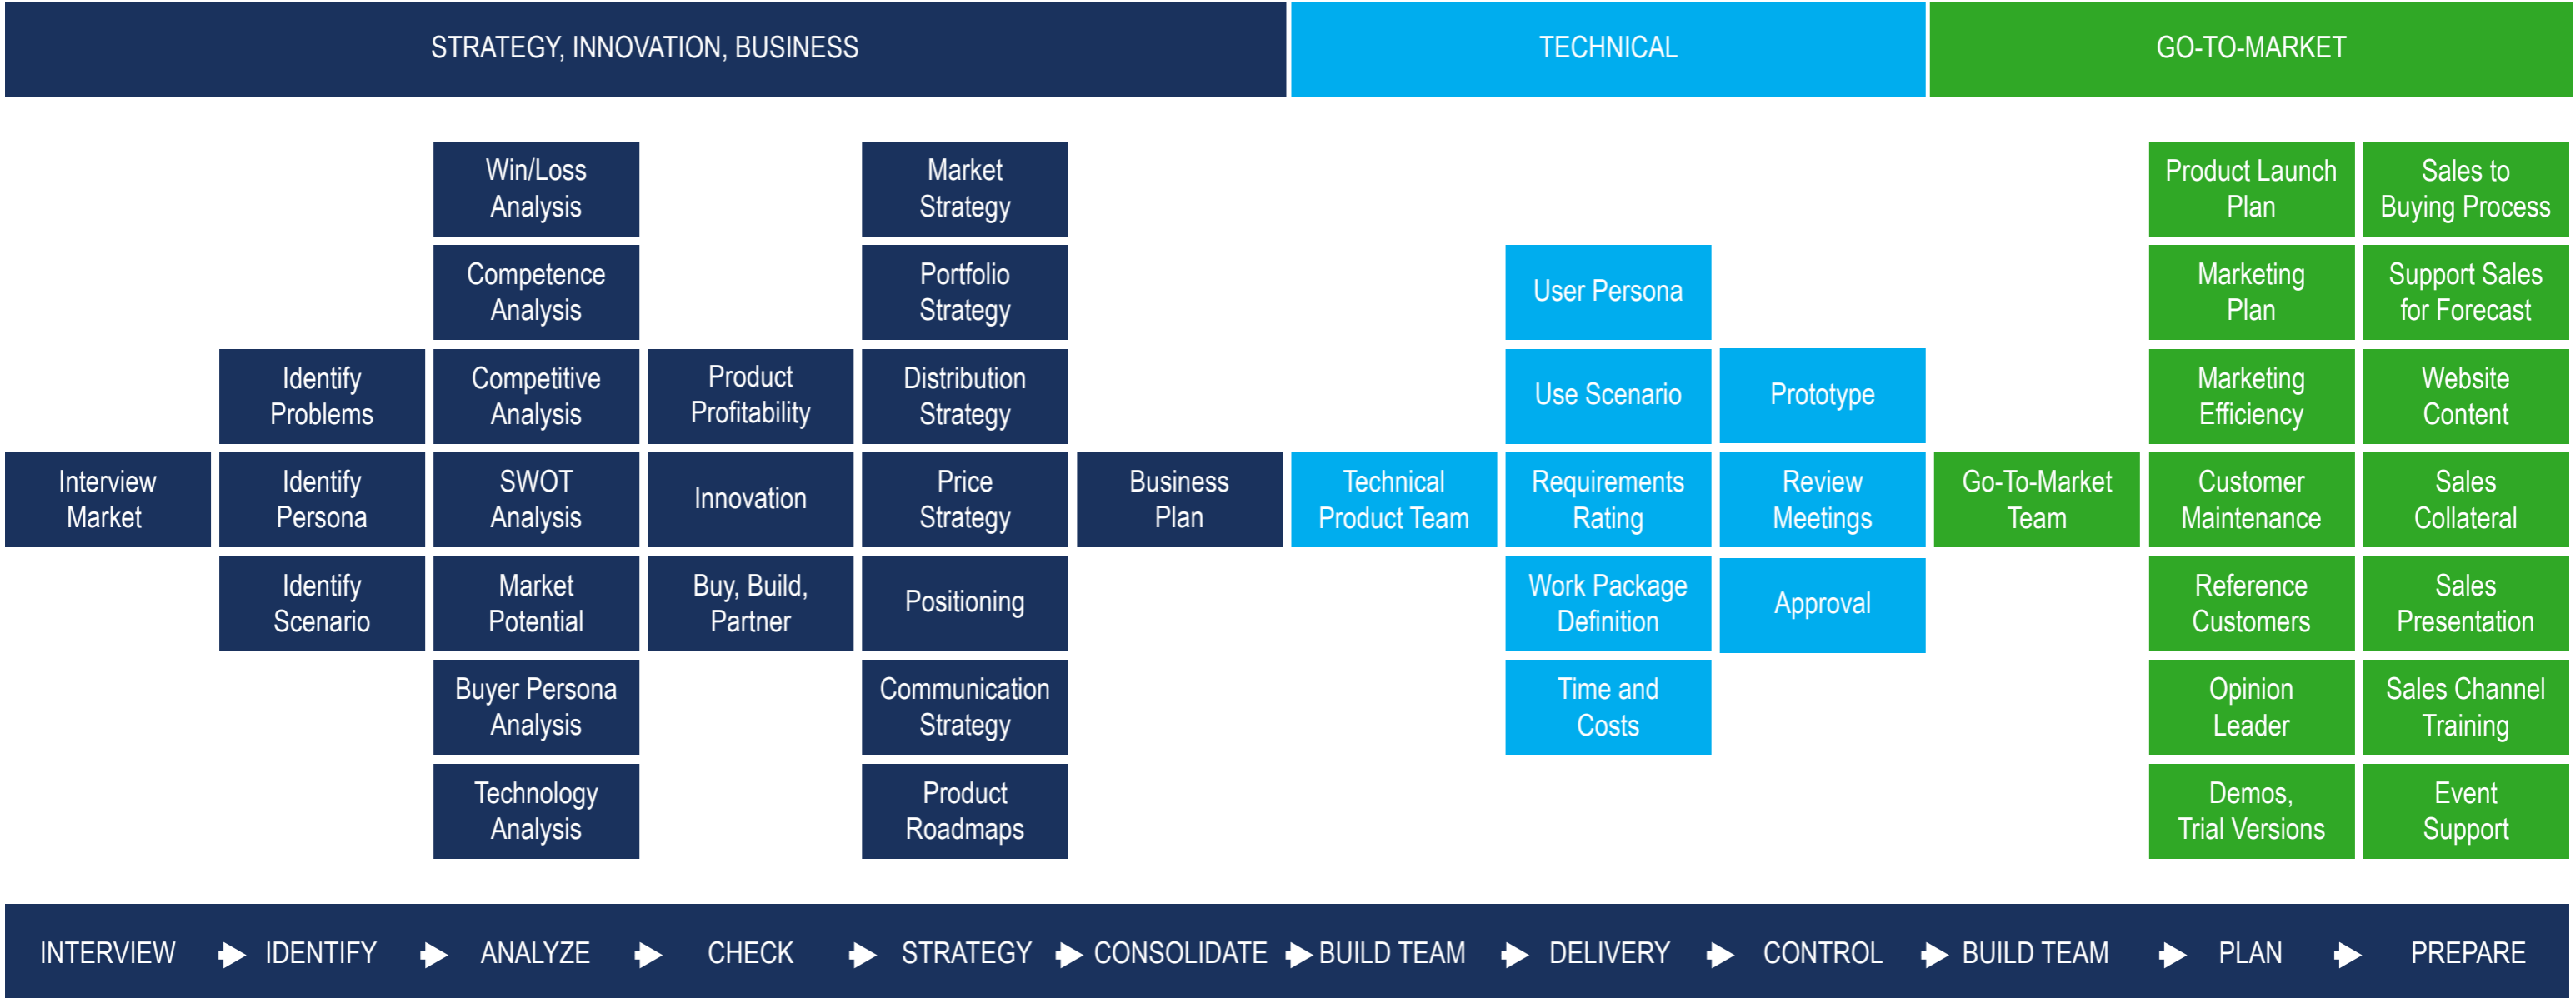 STRATEGY, INNOVATION, BUSINESS
TECHNICAL
GO-TO-MARKET
Interview
Market
Identify
Problems
Identify
Persona
Identify
Scenario
Win/Loss
Analysis
Competence
Analysis
Competitive
Analysis
SWOT
Analysis
Market
Potential
Buyer Persona
Analysis
Technology
Analysis
Product
Profitability
Innovation
Buy, Build,
Partner
Market
Strategy
Portfolio
Strategy
Distribution
Strategy
Price
Strategy
Positioning
Communication
Strategy
Product
Roadmaps
Business
Plan
Technical
Product Team
User Persona
Use Scenario
Requirements
Rating
Work Package
Definition
Time and
Costs
Prototype
Review
Meetings
Approval
Go-To-Market
Team
Product Launch
Plan
Marketing
Plan
Marketing
Efficiency
Customer
Maintenance
Reference
Customers
Opinion
Leader
Demos,
Trial Versions
Sales to
Buying Process
Support Sales
for Forecast
Website
Content
Sales
Collateral
Sales
Presentation
Sales Channel
Training
Event
Support
INTERVIEW
IDENTIFY
ANALYZE
CHECK
STRATEGY
CONSOLIDATE
BUILD TEAM
DELIVERY
CONTROL
BUILD TEAM
PLAN
PREPARE